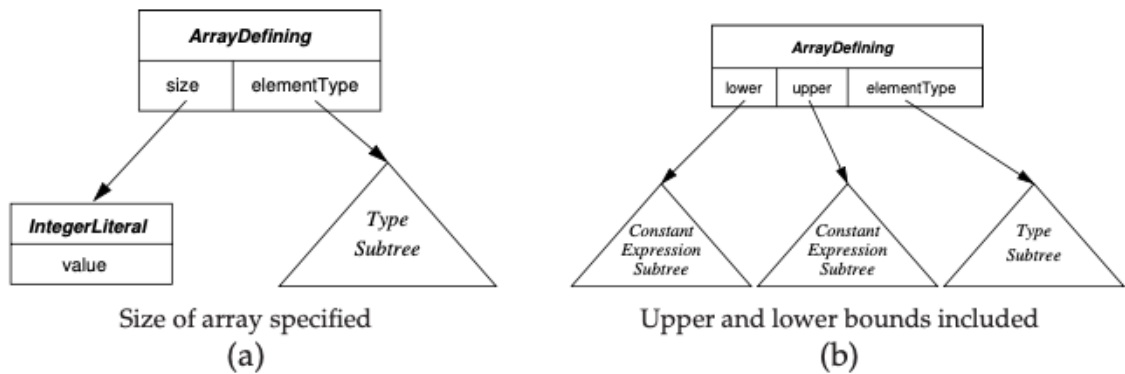 ArrayDefining
size elementType
IntegerLiteral
value
Type
Subtree
Size of array specified
(a)
ArrayDefining
lower upper elementType
Constant
Expression
Subtree
Constant
Expression
Subtree
Type
Subtree
Upper and lower bounds included
(b)